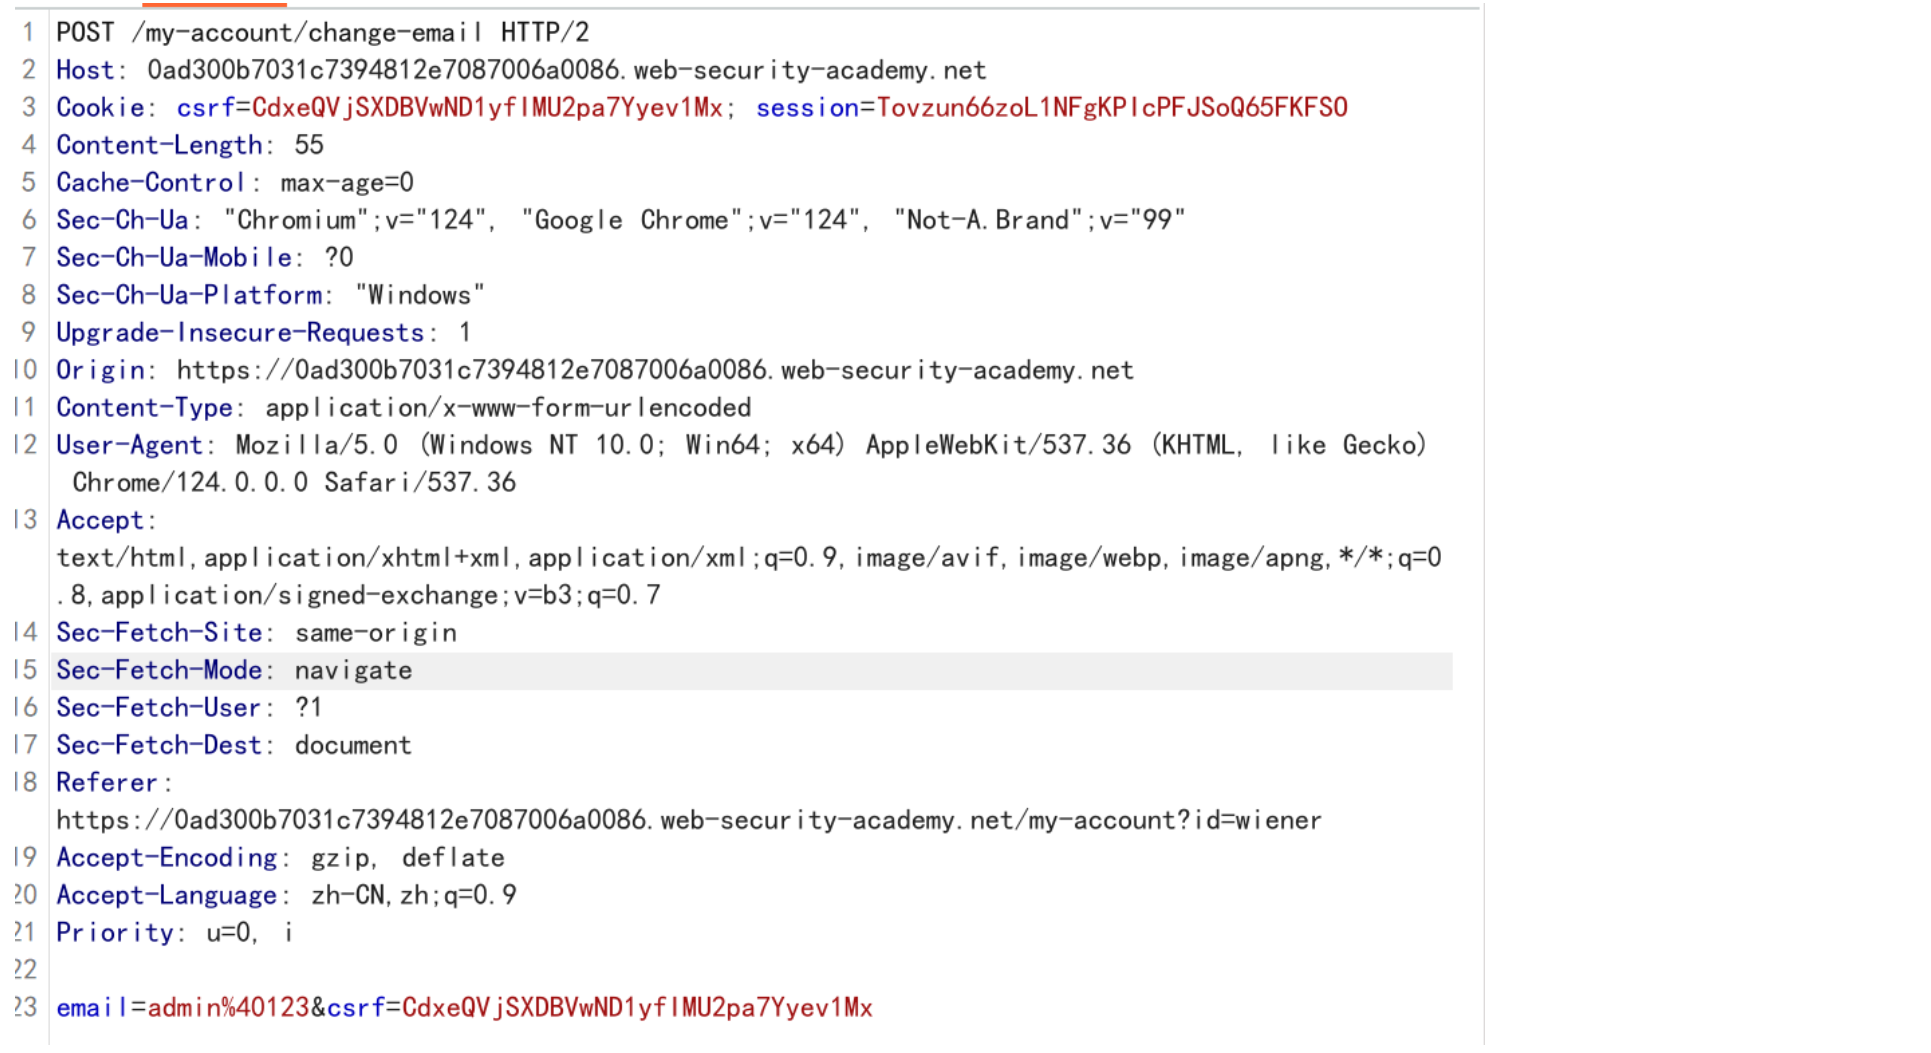 1 POST /my-account/change-email HTTP/2
2 Host: 0ad300b7031c7394812e7087006a0086.web-security-academy.net
3 Cookie: csrf=CdxeQVjSXDBVwND1yflMU2pa7Yyev1Mx; session=Tovzun66zoL1NFgKPlcPFJSoQ65FKFSO
4 Content-Length: 55
5 Cache-Control: max-age=0
6 Sec-Ch-Ua: "Chromium";v="124", "Google Chrome";v="124", "Not-A.Brand";v="99"
7 Sec-Ch-Ua-Mobile: ?0
8 Sec-Ch-Ua-Platform: "Windows"
9 Upgrade-Insecure-Requests: 1
10 Origin: https://0ad300b7031c7394812e7087006a0086.web-security-academy.net
11 Content-Type: application/x-www-form-urlencoded
12 User-Agent: Mozilla/5.0 (Windows NT 10.0; Win64; x64) AppleWebKit/537.36 (KHTML, like Gecko)
Chrome/124.0.0.0 Safari/537.36
13 Accept:
text/html,application/xhtml+xml,application/xml;q=0.9,image/avif,image/webp,image/apng,*/*;q=0
.8,application/signed-exchange;v=b3;q=0.7
14 Sec-Fetch-Site: same-origin
15 Sec-Fetch-Mode: navigate
16 Sec-Fetch-User: ?1
17 Sec-Fetch-Dest: document
18 Referer:
https://0ad300b7031c7394812e7087006a0086.web-security-academy.net/my-account?id=wiener
19 Accept-Encoding: gzip, deflate
20 Accept-Language: zh-CN,zh;q=0.9
21 Priority: u=0, i
22
23 email=admin%40123&csrf=CdxeQVjSXDBVwND1yflMU2pa7Yyev1Mx